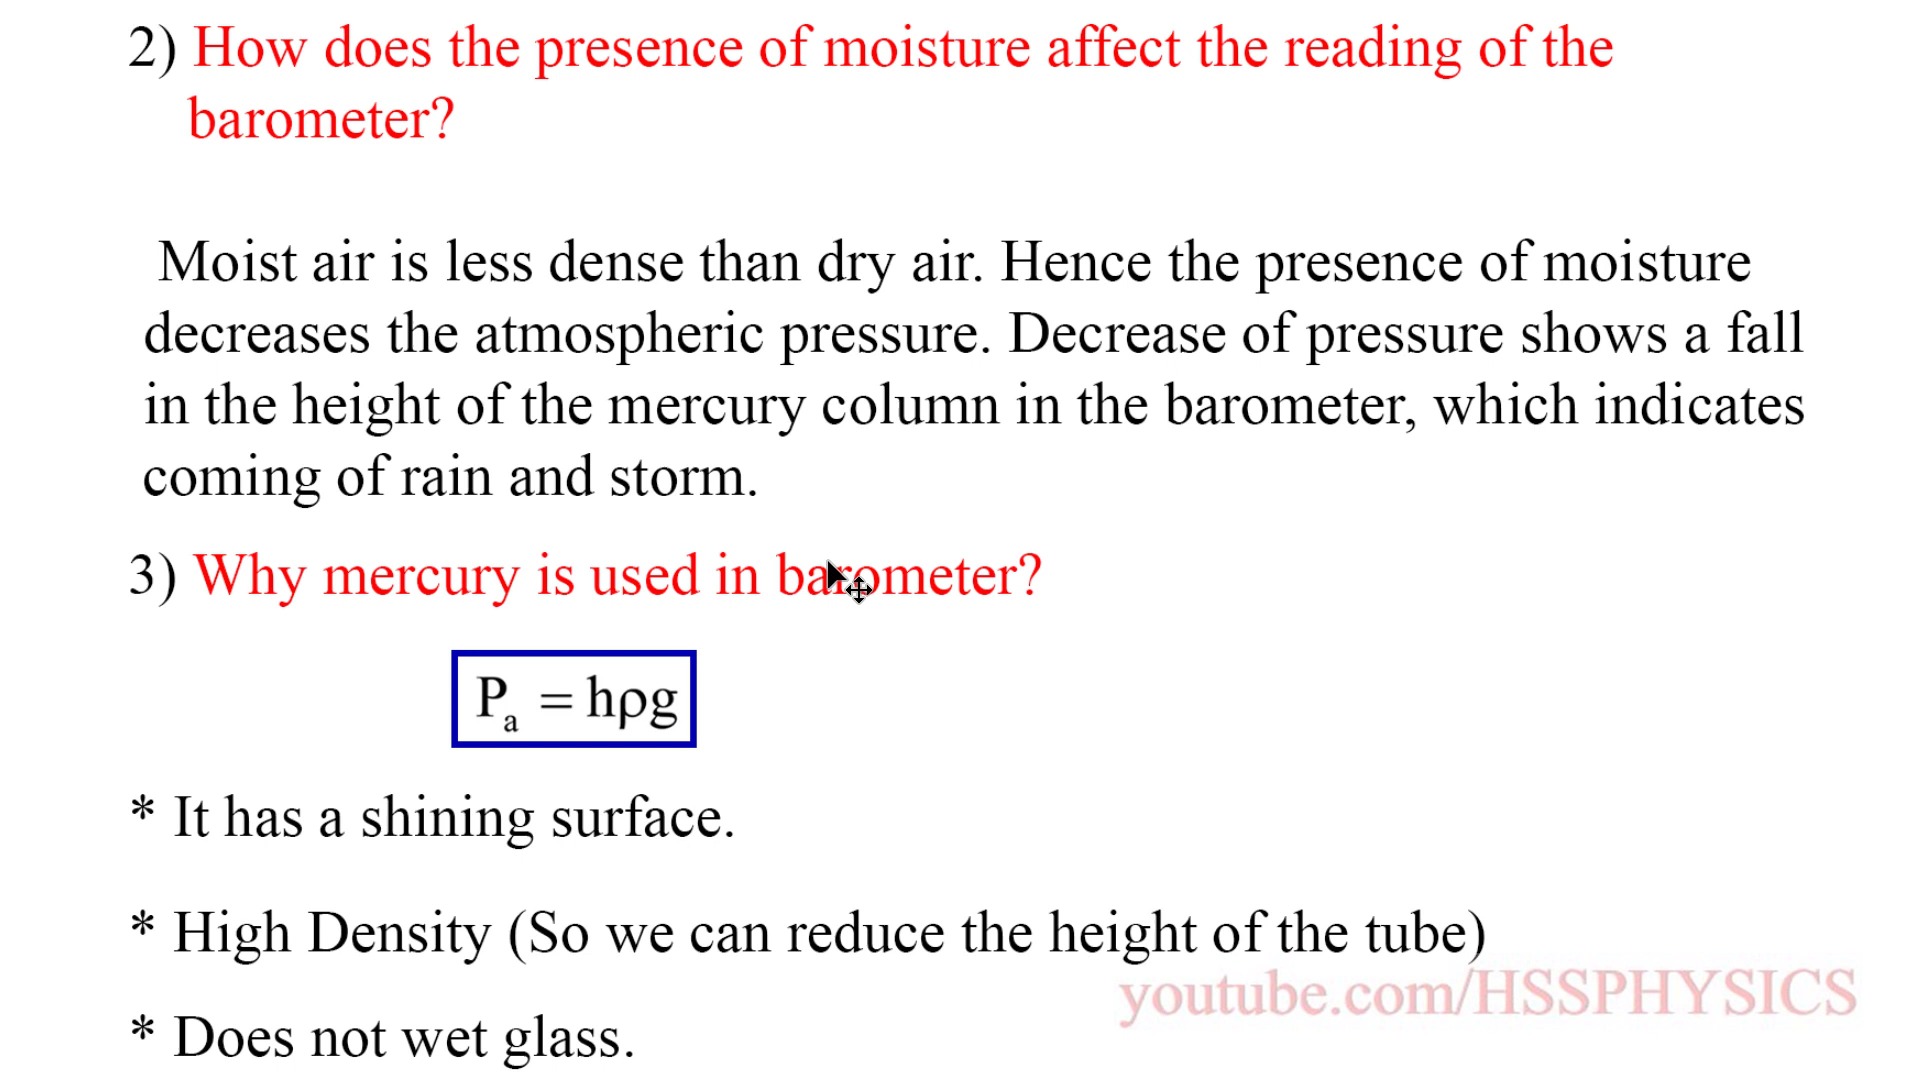 2) How does the presence of moisture affect the reading of the
barometer?
Moist air is less dense than dry air. Hence the presence of moisture
decreases the atmospheric pressure. Decrease of pressure shows a fall
in the height of the mercury column in the barometer, which indicates
coming of rain and storm.
3) Why mercury is used in barometer?
Pₐ = hρg
* It has a shining surface.
* High Density (So we can reduce the height of the tube)
youtube.com/HSSPHYSICS
* Does not wet glass.